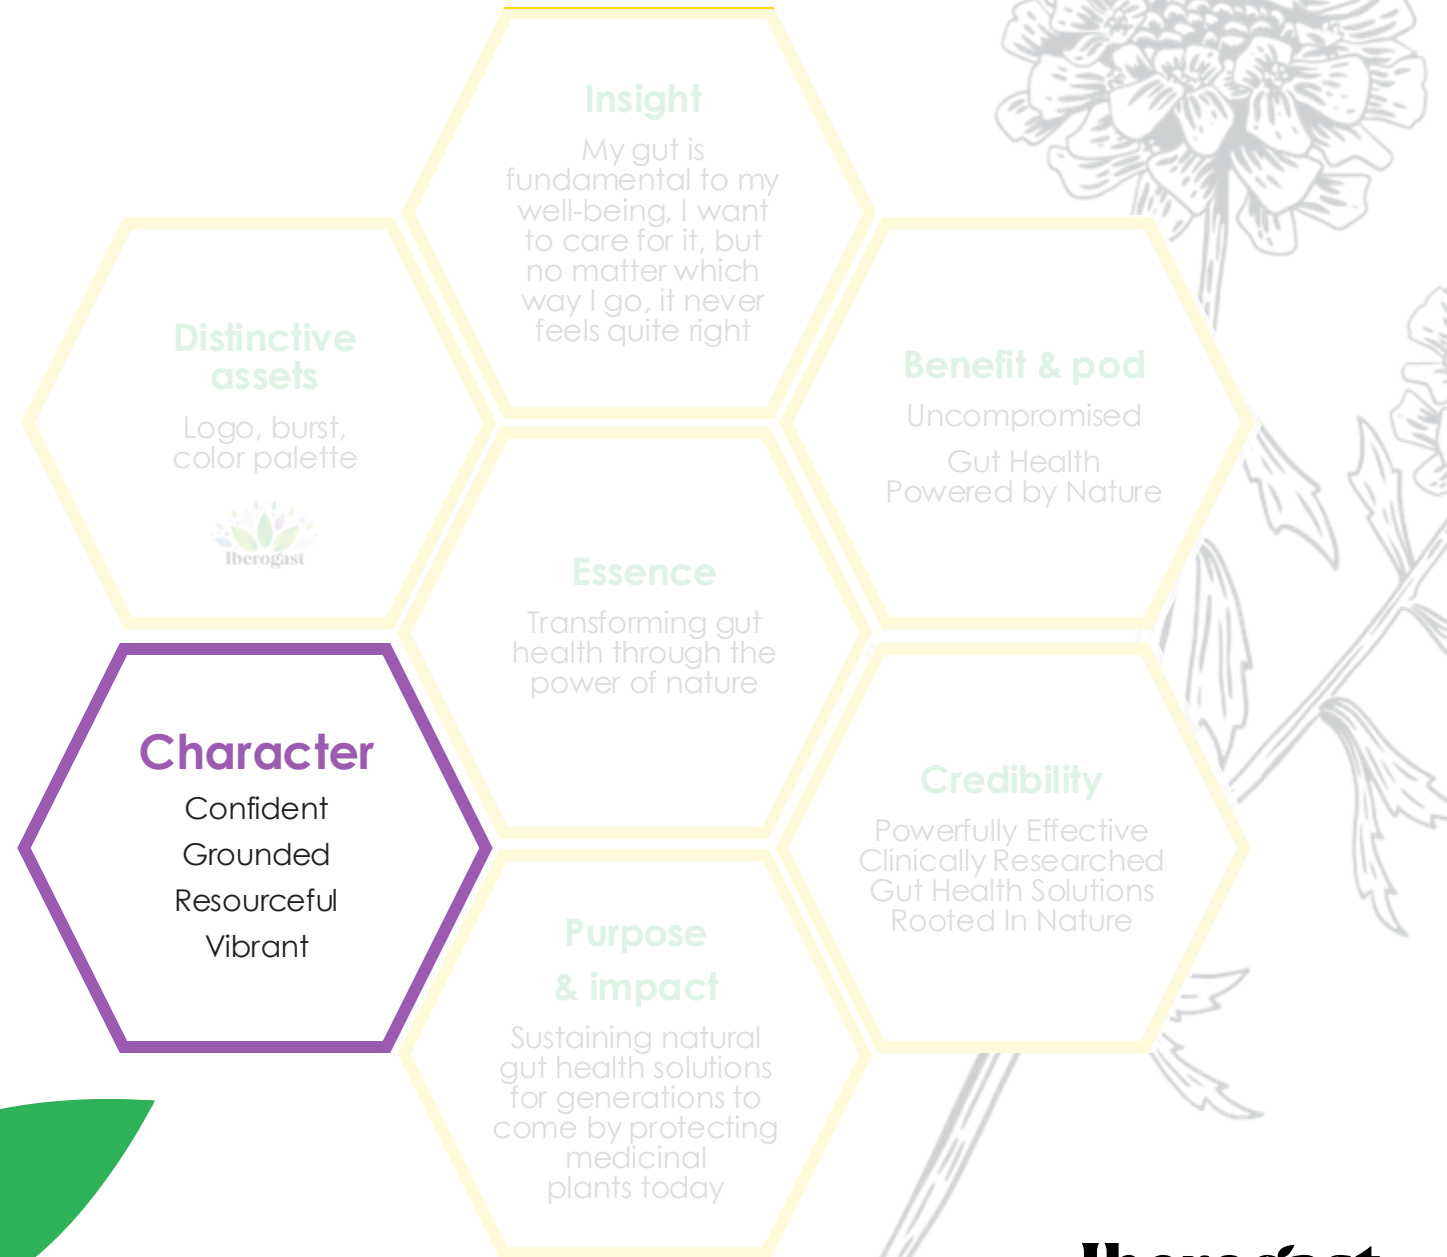 Insight
My gut is
fundamental to my
well-being, I want
to care for it, but
no matter which
way I go, it never
feels quite right
Distinctive
assets
Logo, burst,
color palette
Iberogast
Benefit & pod
Uncompromised
Gut Health
Powered by Nature
Essence
Transforming gut
health through the
power of nature
Character
Confident
Grounded
Resourceful
Vibrant
Credibility
Powerfully Effective
Clinically Researched
Gut Health Solutions
Rooted In Nature
Purpose
& impact
Sustaining natural
gut health solutions
for generations to
come by protecting
medicinal
plants today
Iberogast